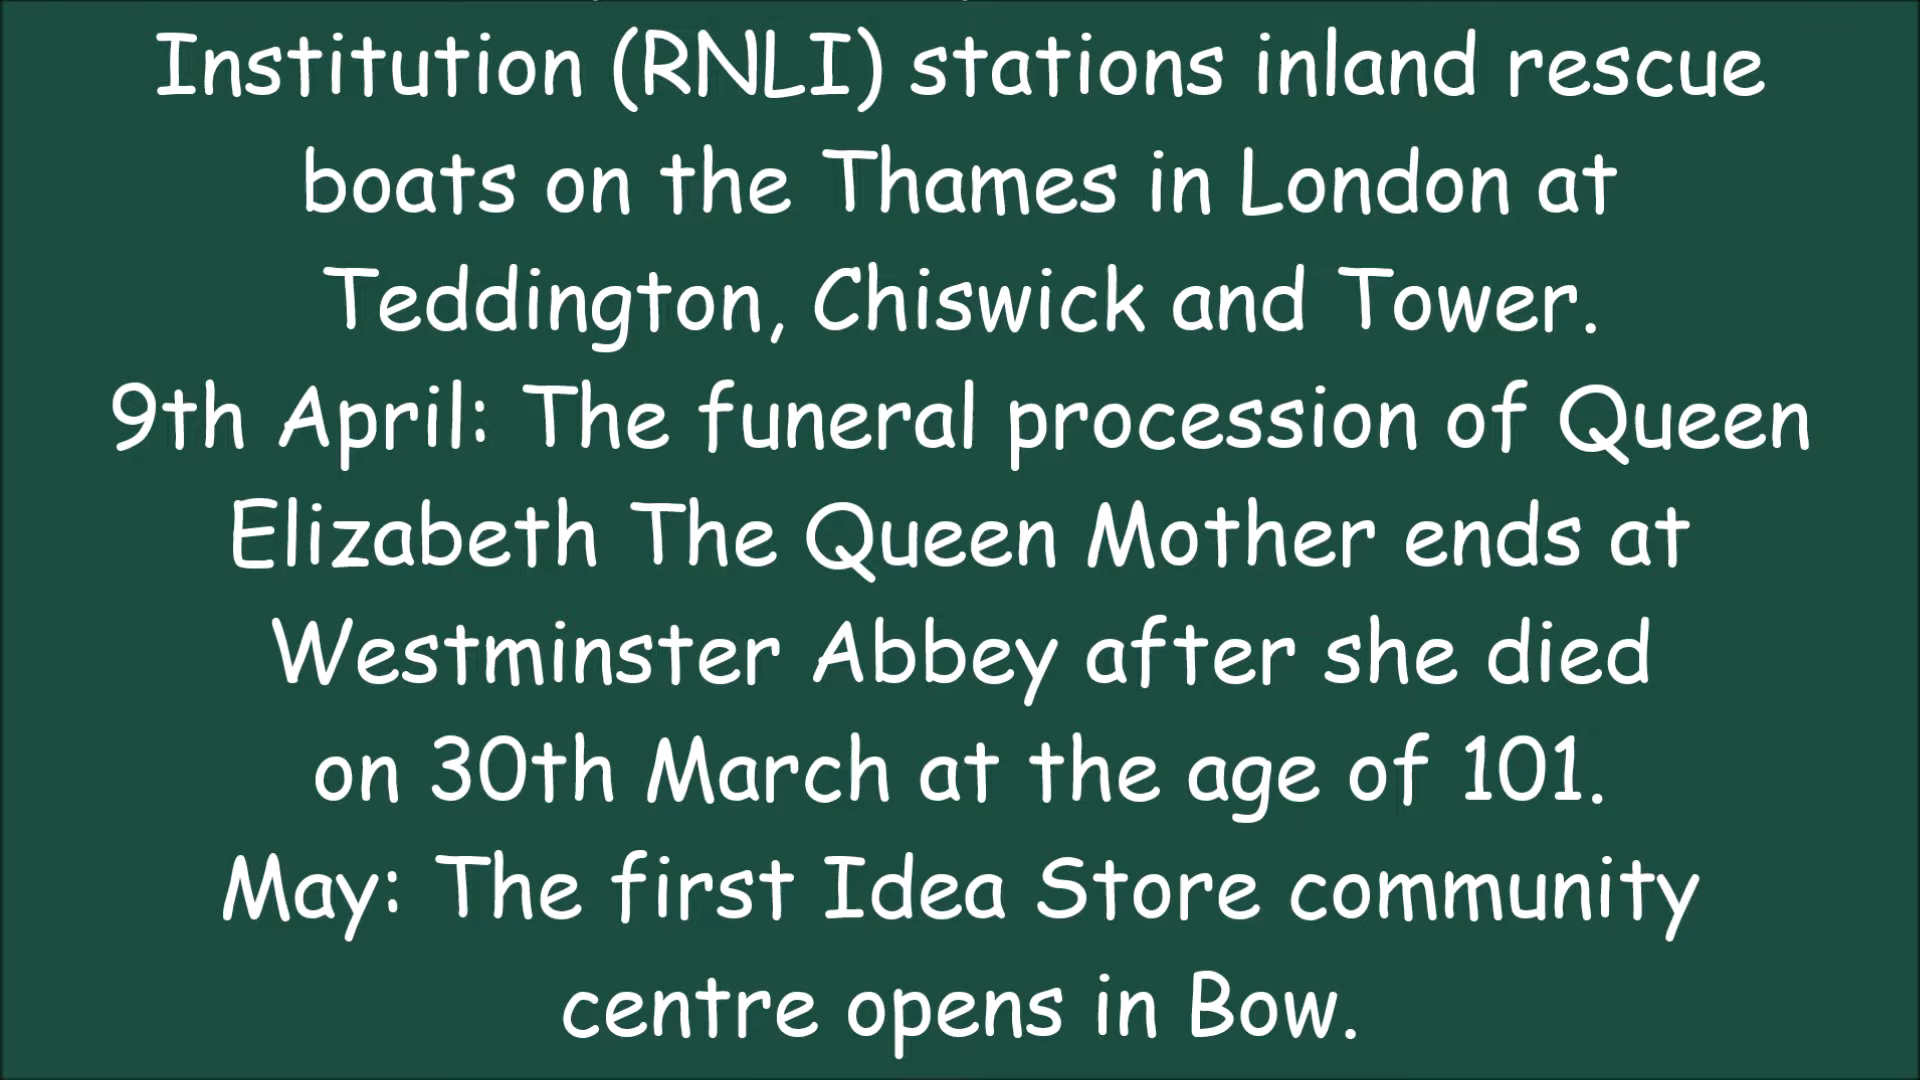 Institution (RNLI) stations inland rescue
boats on the Thames in London at
Teddington, Chiswick and Tower.
9th April: The funeral procession of Queen
Elizabeth The Queen Mother ends at
Westminster Abbey after she died
on 30th March at the age of 101.
May: The first Idea Store community
centre opens in Bow.